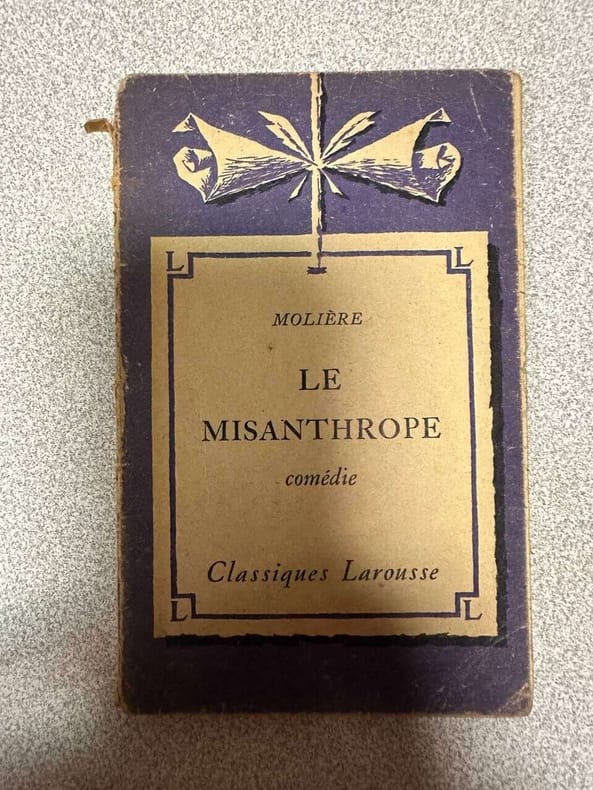 L L
MOLIÈRE
LE
MISANTHROPE
comédie
Classiques Larousse
L L